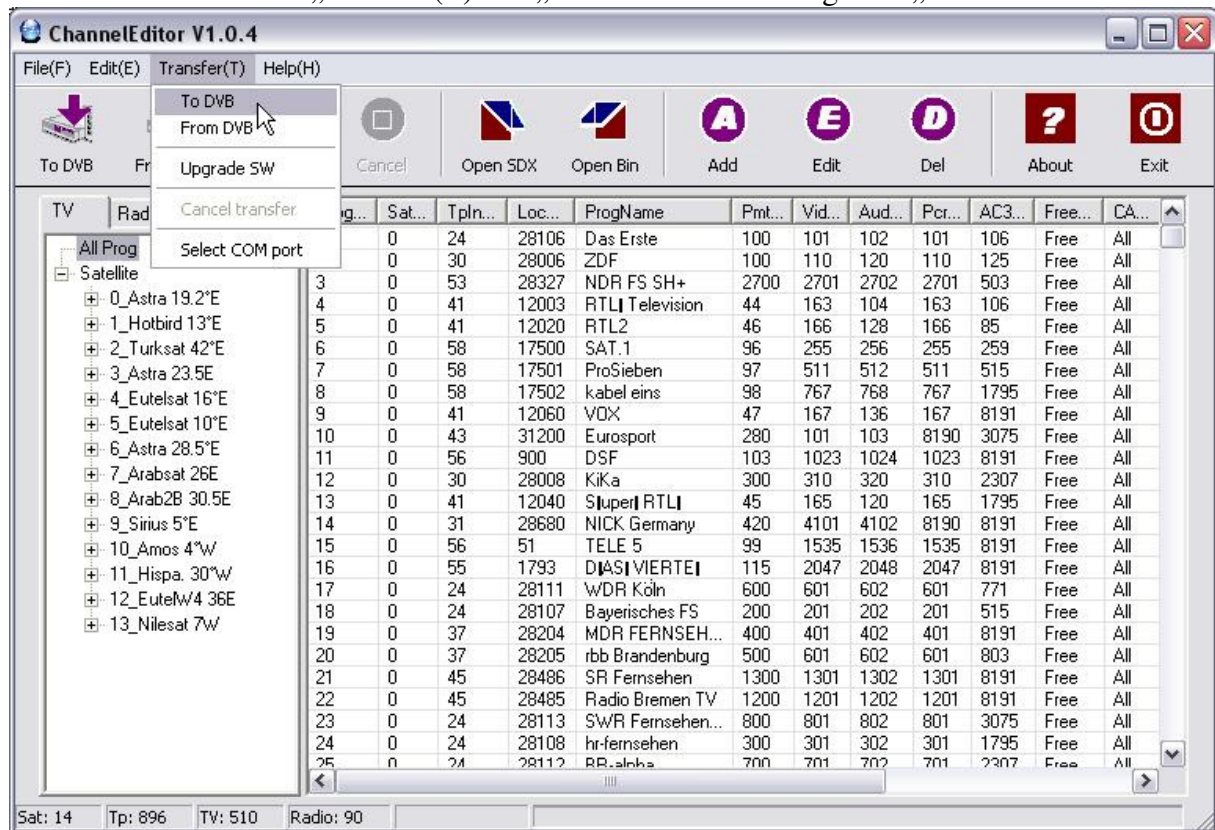 ChannelEditor V1.0.4
File(F) Edit(E) Transfer(T) Help(H)
To DVB
From DVB
Upgrade SW
Cancel transfer
Select COM port
To DVB Fr Cancel Open SDX Open Bin Add Edit Del About Exit
TV Rad
All Prog
Satellite
0_Astra 19.2°E
1_Hotbird 13°E
2_Turksat 42°E
3_Astra 23.5E
4_Eutelsat 16°E
5_Eutelsat 10°E
6_Astra 28.5°E
7_Arabsat 26E
8_Arab2B 30.5E
9_Sirius 5°E
10_Amos 4°W
11_Hispa. 30°W
12_EutelW4 36E
13_Nilesat 7W
og... Sat... TpIn... Loc... ProgName Pmt... Vid... Aud... Pcr... AC3... Free... CA...
0 24 28106 Das Erste 100 101 102 101 106 Free All
0 30 28006 ZDF 100 110 120 110 125 Free All
3 0 53 28327 NDR FS SH+ 2700 2701 2702 2701 503 Free All
4 0 41 12003 RTL Television 44 163 104 163 106 Free All
5 0 41 12020 RTL2 46 166 128 166 85 Free All
6 0 58 17500 SAT.1 96 255 256 255 259 Free All
7 0 58 17501 ProSieben 97 511 512 511 515 Free All
8 0 58 17502 kabel eins 98 767 768 767 1795 Free All
9 0 41 12060 VOX 47 167 136 167 8191 Free All
10 0 43 31200 Eurosport 280 101 103 8190 3075 Free All
11 0 56 900 DSF 103 1023 1024 1023 8191 Free All
12 0 30 28008 KiKa 300 310 320 310 2307 Free All
13 0 41 12040 Super RTL 45 165 120 165 1795 Free All
14 0 31 28680 NICK Germany 420 4101 4102 8190 8191 Free All
15 0 56 51 TELE 5 99 1535 1536 1535 8191 Free All
16 0 55 1793 DAS VIERTE 115 2047 2048 2047 8191 Free All
17 0 24 28111 WDR Köln 600 601 602 601 771 Free All
18 0 24 28107 Bayerisches FS 200 201 202 201 515 Free All
19 0 37 28204 MDR FERNSEH... 400 401 402 401 8191 Free All
20 0 37 28205 rbb Brandenburg 500 601 602 601 803 Free All
21 0 45 28486 SR Fernsehen 1300 1301 1302 1301 8191 Free All
22 0 45 28485 Radio Bremen TV 1200 1201 1202 1201 8191 Free All
23 0 24 28113 SWR Fernsehen... 800 801 802 801 3075 Free All
24 0 24 28108 hr-fernsehen 300 301 302 301 1795 Free All
25 0 24 28112 BR-alpha 700 701 702 701 2307 Free All
Sat: 14 Tp: 896 TV: 510 Radio: 90